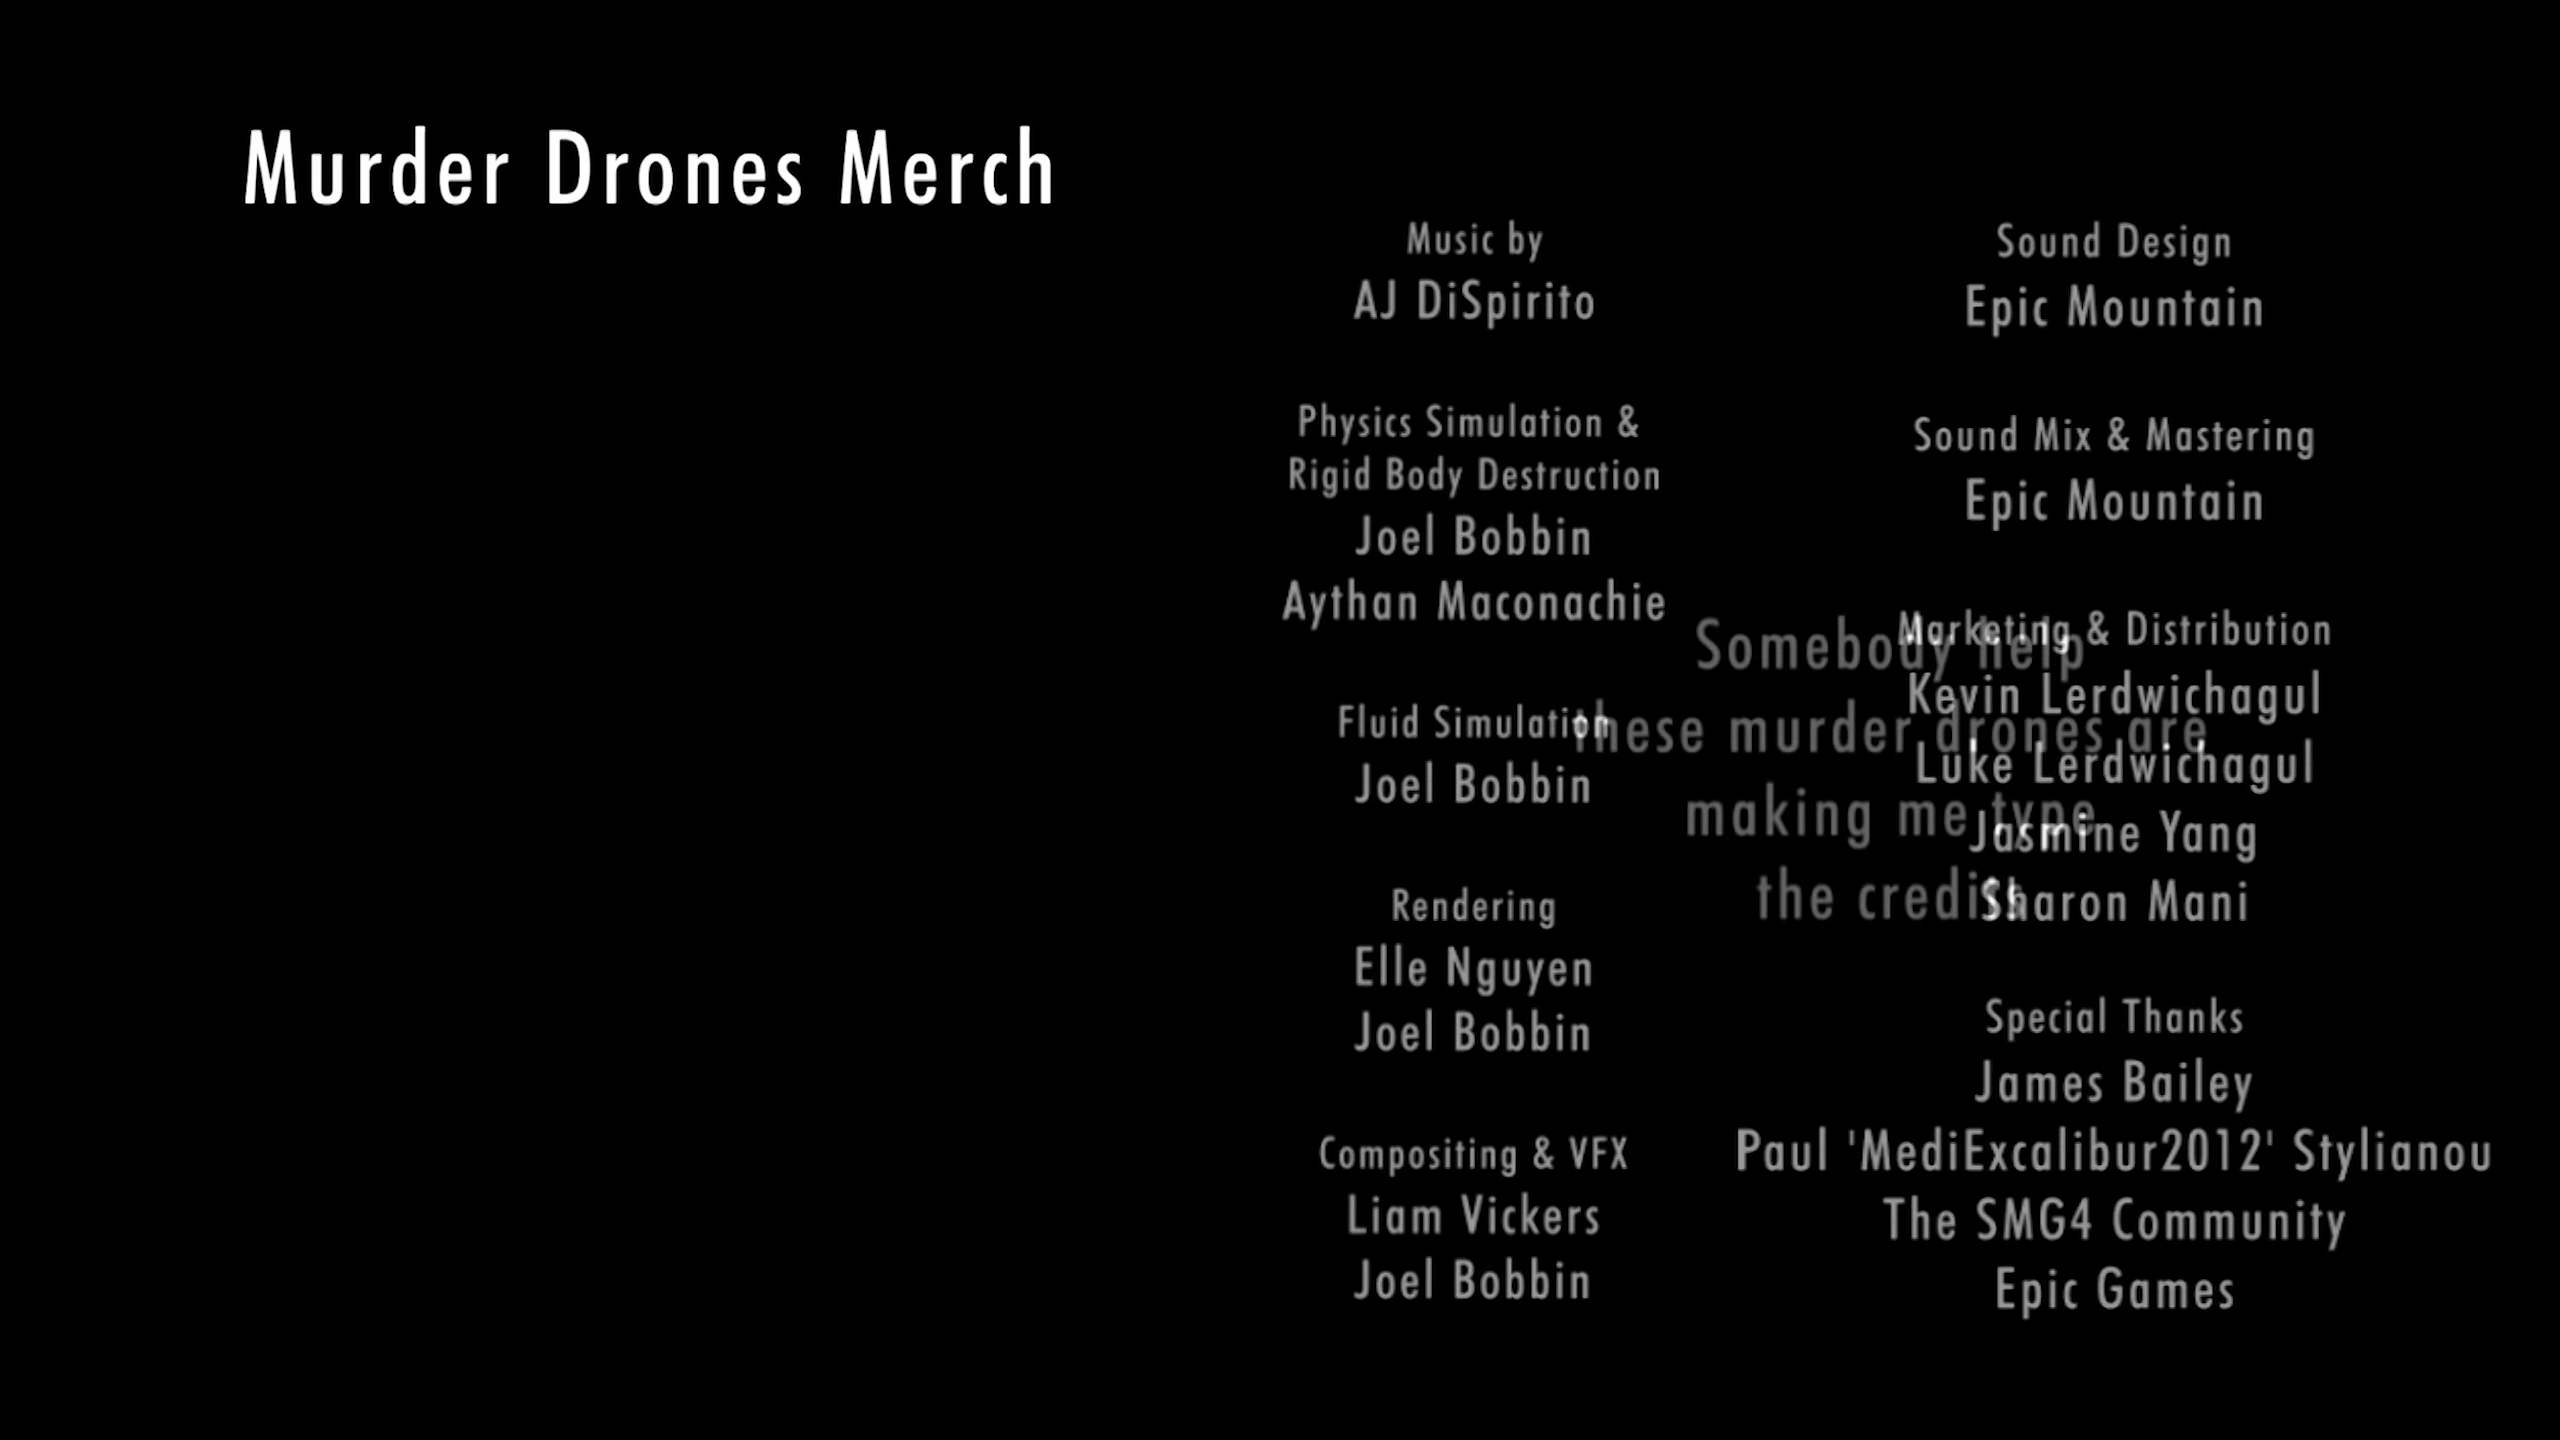 Murder Drones Merch
Music by
AJ DiSpirito
Physics Simulation &
Rigid Body Destruction
Joel Bobbin
Aythan Maconachie
Fluid Simulation
Joel Bobbin
Rendering
Elle Nguyen
Joel Bobbin
Compositing & VFX
Liam Vickers
Joel Bobbin
Somebody help
these murder drones are
making me type
the credits
Sound Design
Epic Mountain
Sound Mix & Mastering
Epic Mountain
Marketing & Distribution
Kevin Lerdwichagul
Luke Lerdwichagul
Jasmine Yang
Sharon Mani
Special Thanks
James Bailey
Paul 'MediExcalibur2012' Stylianou
The SMG4 Community
Epic Games